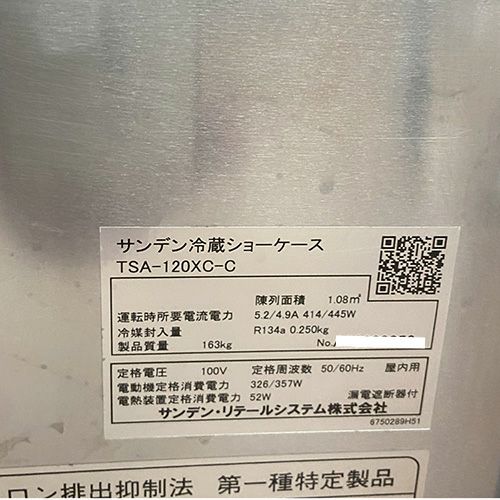 サンデン冷蔵ショーケース
TSA-120XC-C
陳列面積 1.08㎡
運転時所要電流電力 5.2/4.9A 414/445W
冷媒封入量 R134a 0.250kg
製品質量 163kg No.
定格電圧 100V 定格周波数 50/60Hz 屋内用
電動機定格消費電力 326/357W
電熱装置定格消費電力 52W 漏電遮断器付
サンデン・リテールシステム株式会社
6750289H51
ロン排出抑制法 第一種特定製品